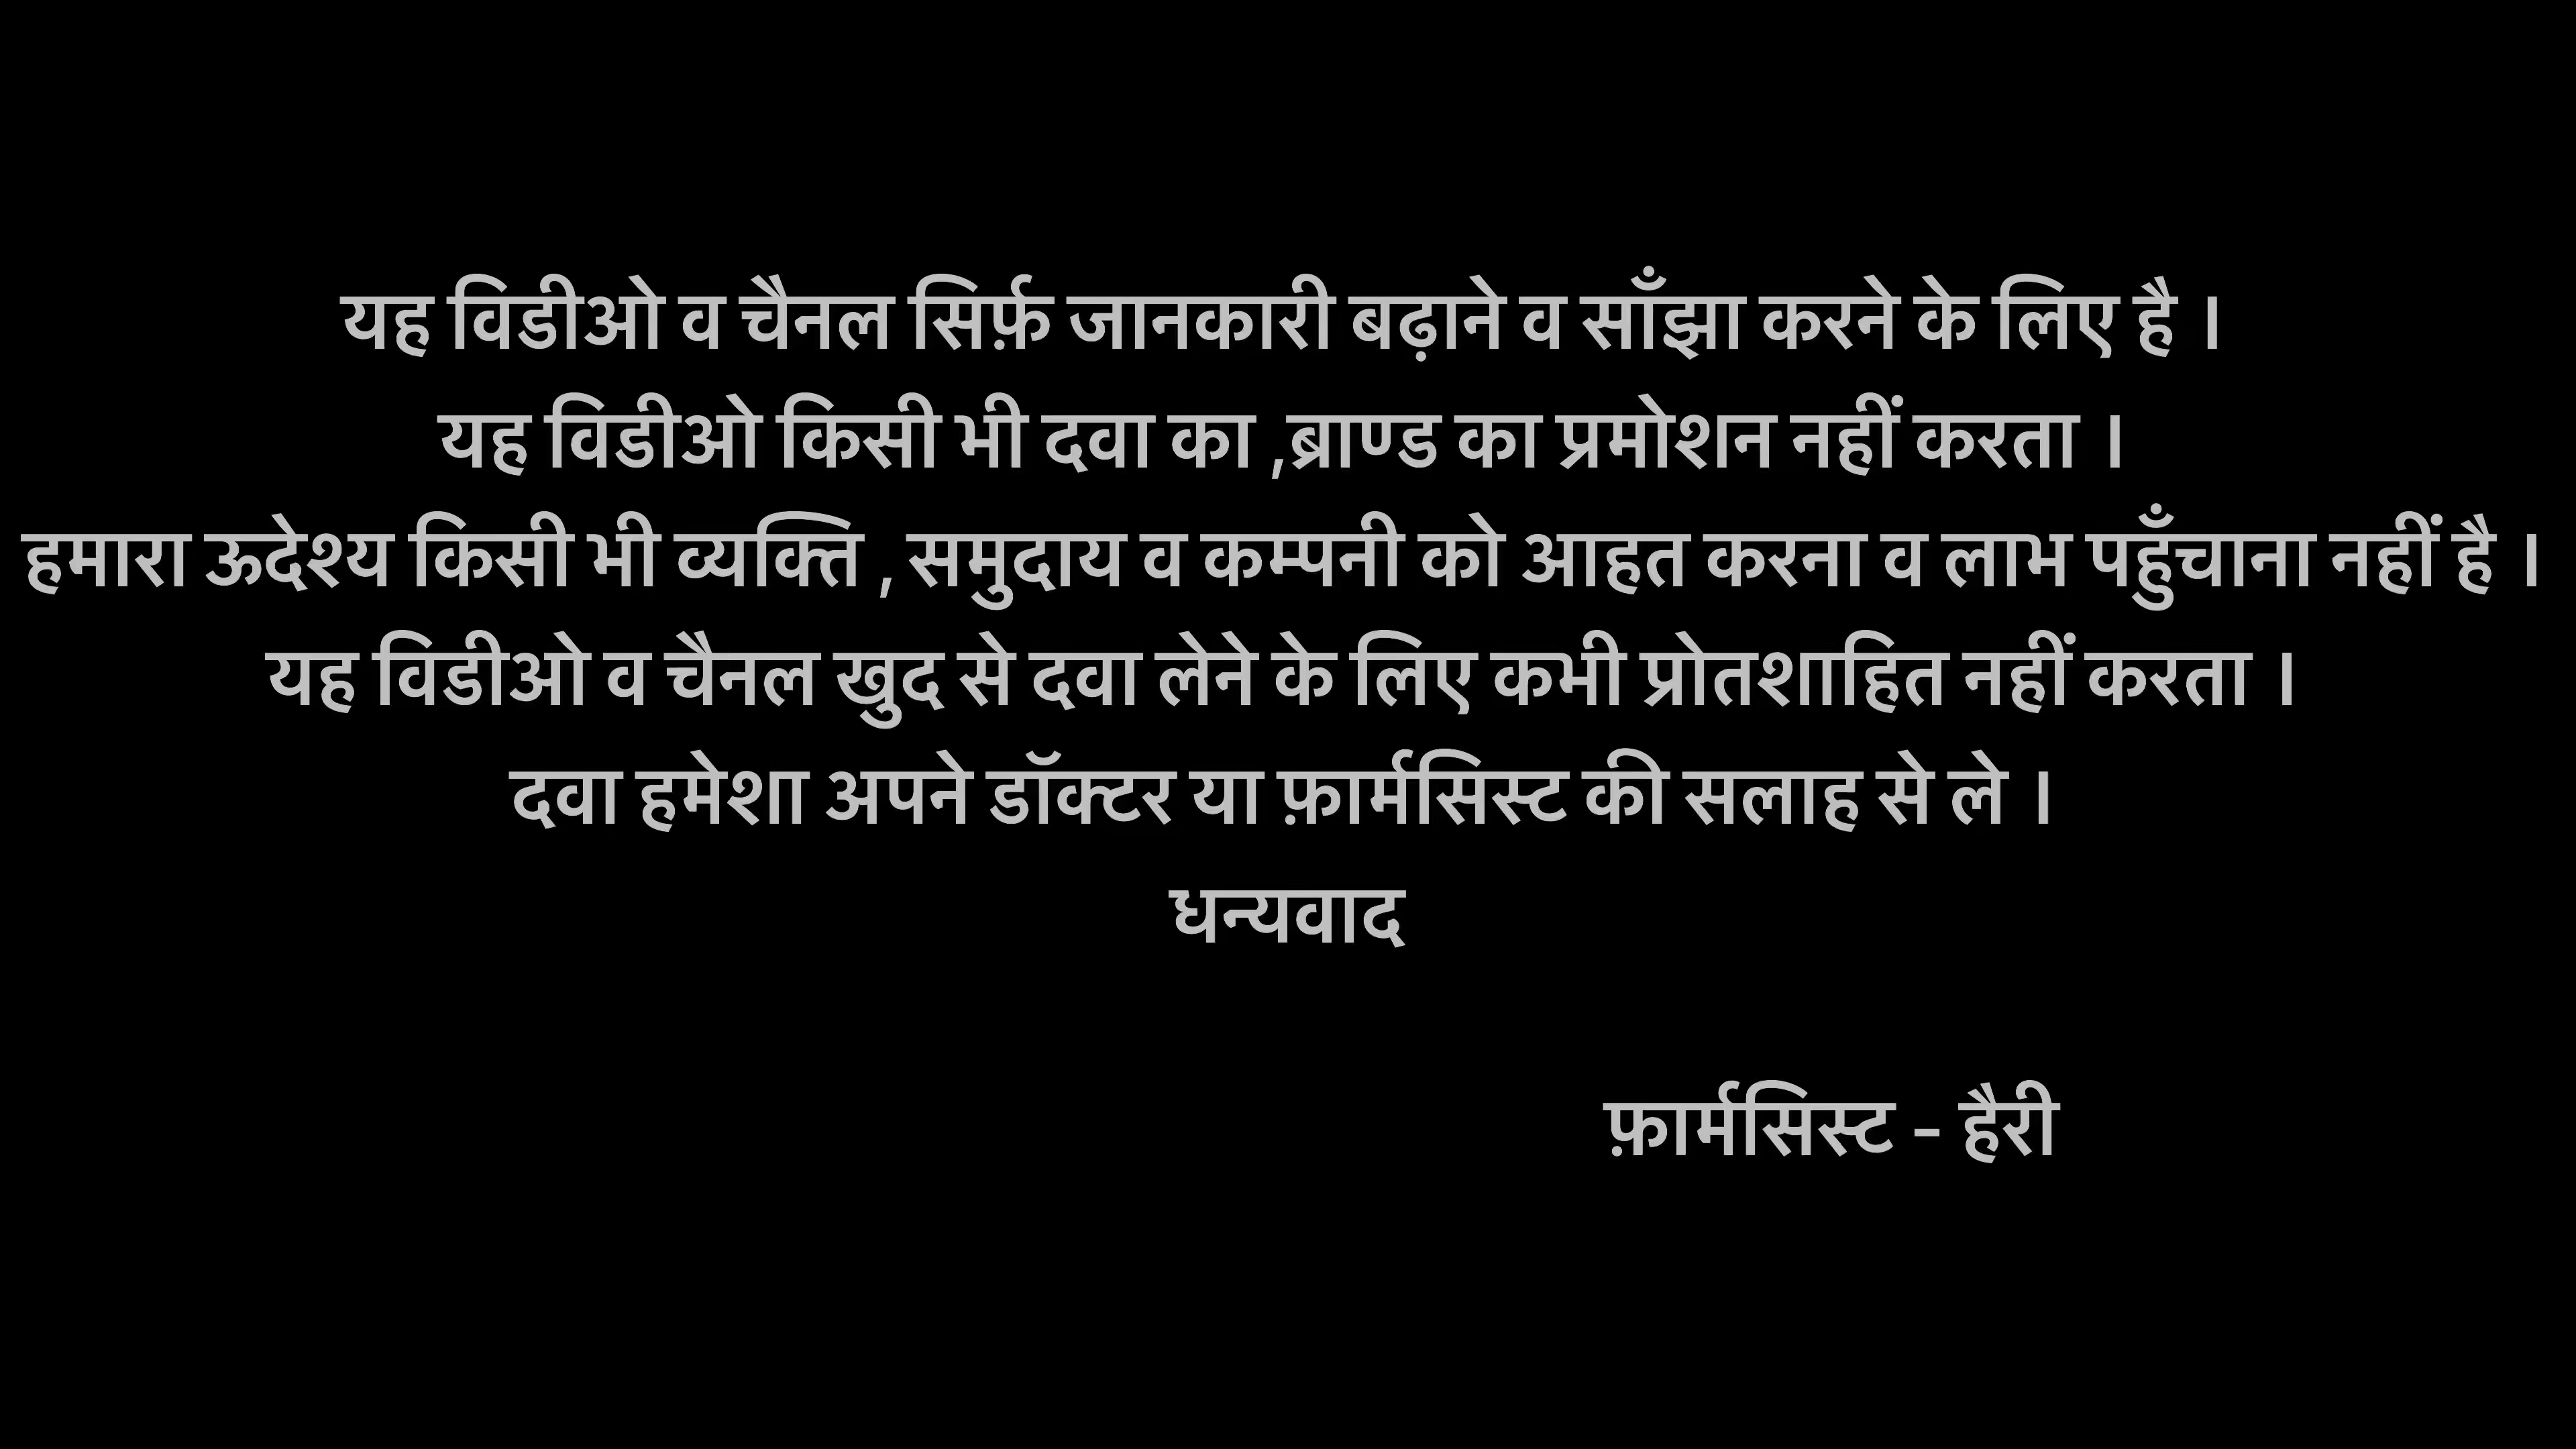 यह विडीओ व चैनल सिर्फ़ जानकारी बढ़ाने व साँझा करने के लिए है ।
यह विडीओ किसी भी दवा का ,ब्राण्ड का प्रमोशन नहीं करता ।
हमारा ऊदेश्य किसी भी व्यक्ति , समुदाय व कम्पनी को आहत करना व लाभ पहुँचाना नहीं है ।
यह विडीओ व चैनल खुद से दवा लेने के लिए कभी प्रोतशाहित नहीं करता ।
दवा हमेशा अपने डॉक्टर या फ़ार्मसिस्ट की सलाह से ले ।
धन्यवाद
फ़ार्मसिस्ट - हैरी